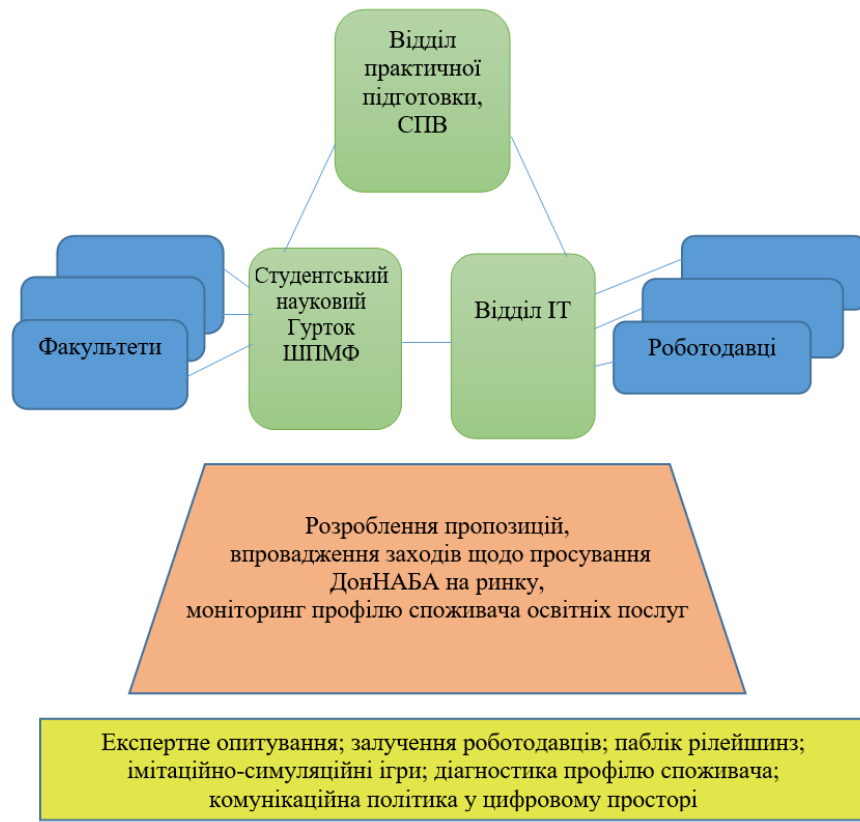 Відділ
практичної
підготовки,
СПВ
Студентський
науковий
Гурток
ШПМФ
Відділ ІТ
Факультети
Роботодавці
Розроблення пропозицій,
впровадження заходів щодо просування
ДонНАБА на ринку,
моніторинг профілю споживача освітніх послуг
Експертне опитування; залучення роботодавців; паблік рілейшинз;
імітаційно-симуляційні ігри; діагностика профілю споживача;
комунікаційна політика у цифровому просторі